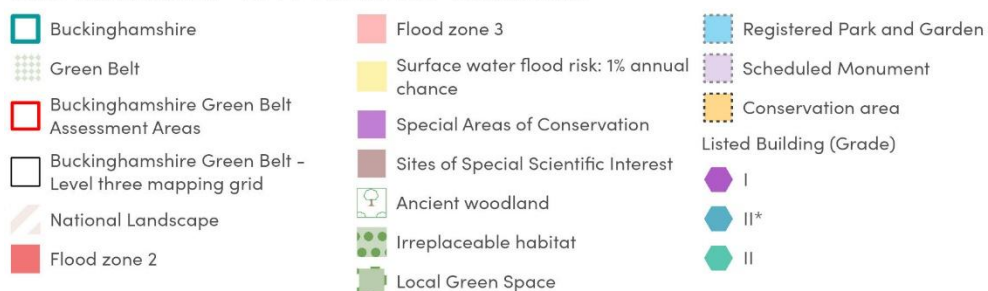 Buckinghamshire
Green Belt
Buckinghamshire Green Belt
Assessment Areas
Buckinghamshire Green Belt -
Level three mapping grid
National Landscape
Flood zone 2
Flood zone 3
Surface water flood risk: 1% annual
chance
Special Areas of Conservation
Sites of Special Scientific Interest
Ancient woodland
Irreplaceable habitat
Local Green Space
Registered Park and Garden
Scheduled Monument
Conservation area
Listed Building (Grade)
I
II*
II